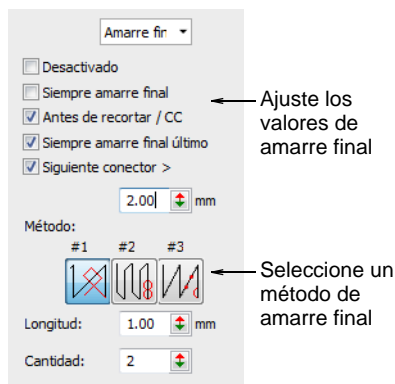 Amarre fir
Desactivado
Siempre amarre final
Antes de recortar / CC
Siempre amarre final último
Siguiente conector >
2.00 mm
Método:
#1 #2 #3
Longitud: 1.00 mm
Cantidad: 2
Ajuste los
valores de
amarre final
Seleccione un
método de
amarre final